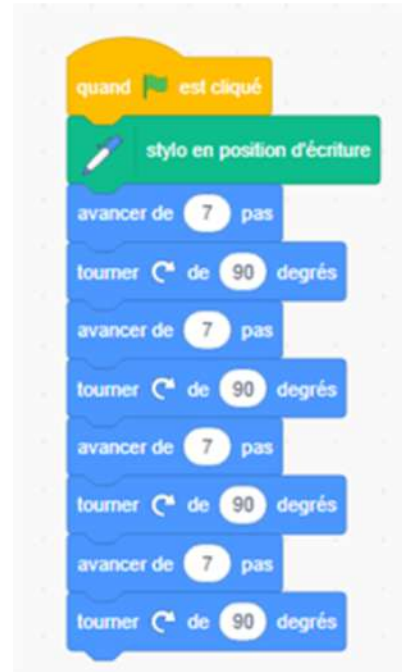 quand est cliqué
stylo en position d'écriture
avancer de 7 pas
tourner de 90 degrés
avancer de 7 pas
tourner de 90 degrés
avancer de 7 pas
tourner de 90 degrés
avancer de 7 pas
tourner de 90 degrés